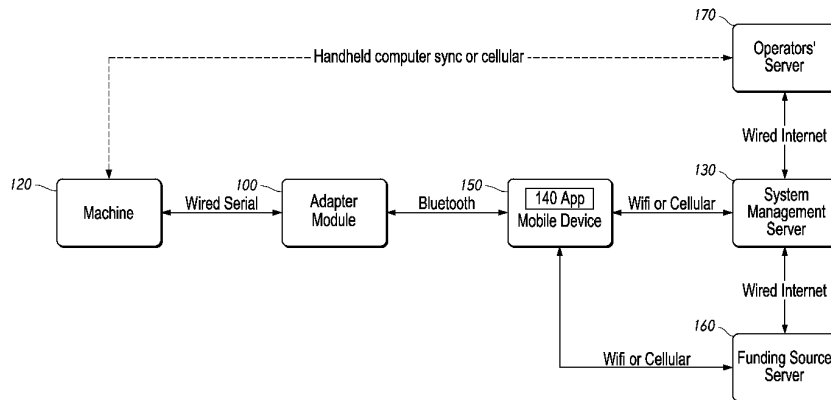 170
Operators'
Server
Handheld computer sync or cellular
Wired Internet
120
Machine
Wired Serial
100
Adapter
Module
Bluetooth
150
140 App
Mobile Device
Wifi or Cellular
130
System
Management
Server
Wired Internet
160
Funding Source
Server
Wifi or Cellular